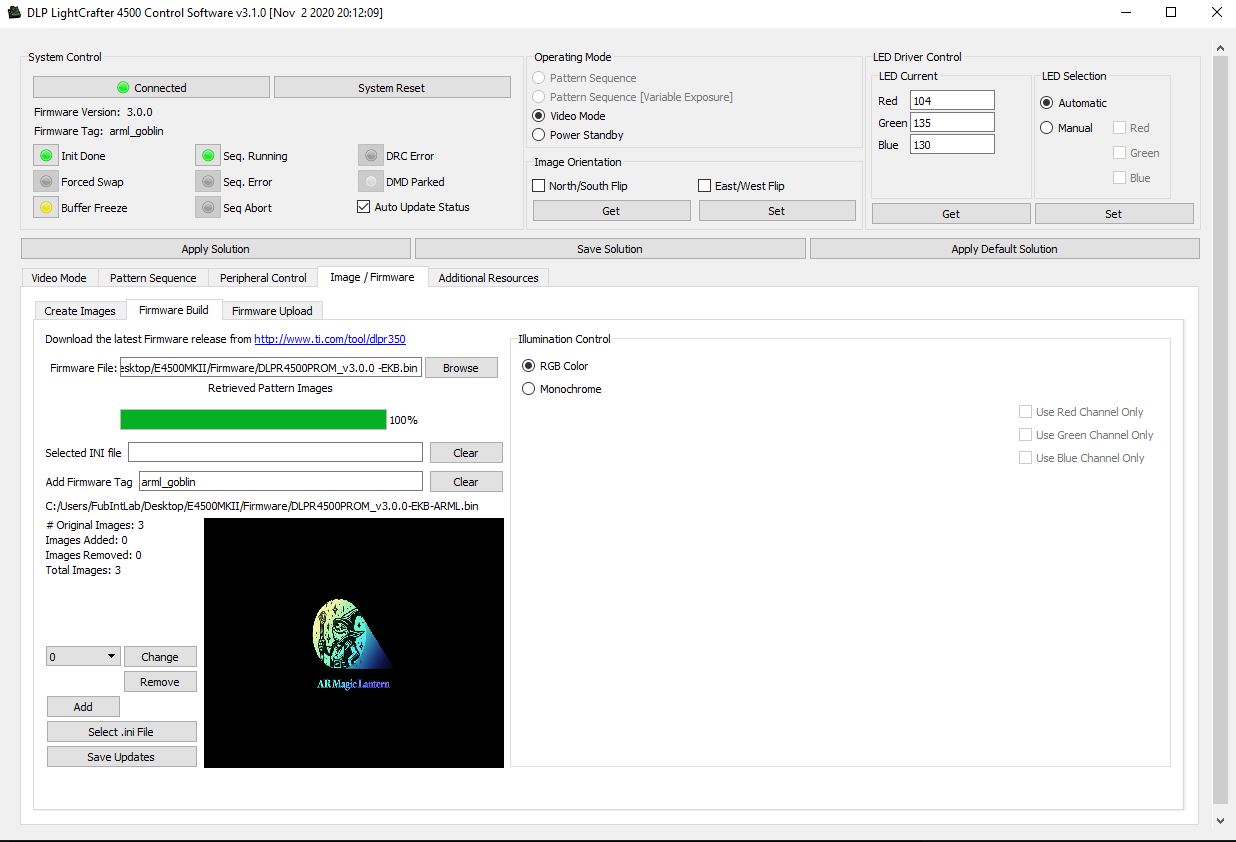 DLP LightCrafter 4500 Control Software v3.1.0 [Nov  2 2020 20:12:09]
System Control
Connected
System Reset
Firmware Version:  3.0.0
Firmware Tag:  arml_goblin
Init Done
Seq. Running
DRC Error
Forced Swap
Seq. Error
DMD Parked
Buffer Freeze
Seq Abort
Auto Update Status
Operating Mode
Pattern Sequence
Pattern Sequence [Variable Exposure]
Video Mode
Power Standby
Image Orientation
North/South Flip
East/West Flip
Get
Set
LED Driver Control
LED Current
Red 104
Green 135
Blue 130
LED Selection
Automatic
Manual
Red
Green
Blue
Get
Set
Apply Solution
Save Solution
Apply Default Solution
Video Mode
Pattern Sequence
Peripheral Control
Image / Firmware
Additional Resources
Create Images
Firmware Build
Firmware Upload
Download the latest Firmware release from http://www.ti.com/tool/dlpr350
Firmware File: esktop/E4500MKII/Firmware/DLPR4500PROM_v3.0.0 -EKB.bin
Browse
Retrieved Pattern Images
100%
Selected INI file
Clear
Add Firmware Tag arml_goblin
Clear
C:/Users/FubIntLab/Desktop/E4500MKII/Firmware/DLPR4500PROM_v3.0.0-EKB-ARML.bin
# Original Images: 3
Images Added: 0
Images Removed: 0
Total Images: 3
AR Magic Lantern
0
Change
Remove
Add
Select .ini File
Save Updates
Illumination Control
RGB Color
Monochrome
Use Red Channel Only
Use Green Channel Only
Use Blue Channel Only